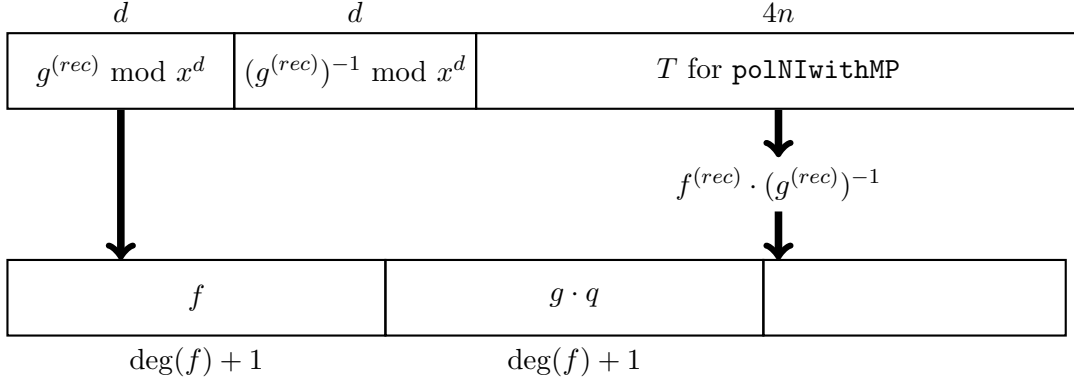 d d 4n
g^{(rec)} mod x^d (g^{(rec)})^{-1} mod x^d T for polNIwithMP
f^{(rec)} · (g^{(rec)})^{-1}
f g · q
deg(f) + 1 deg(f) + 1